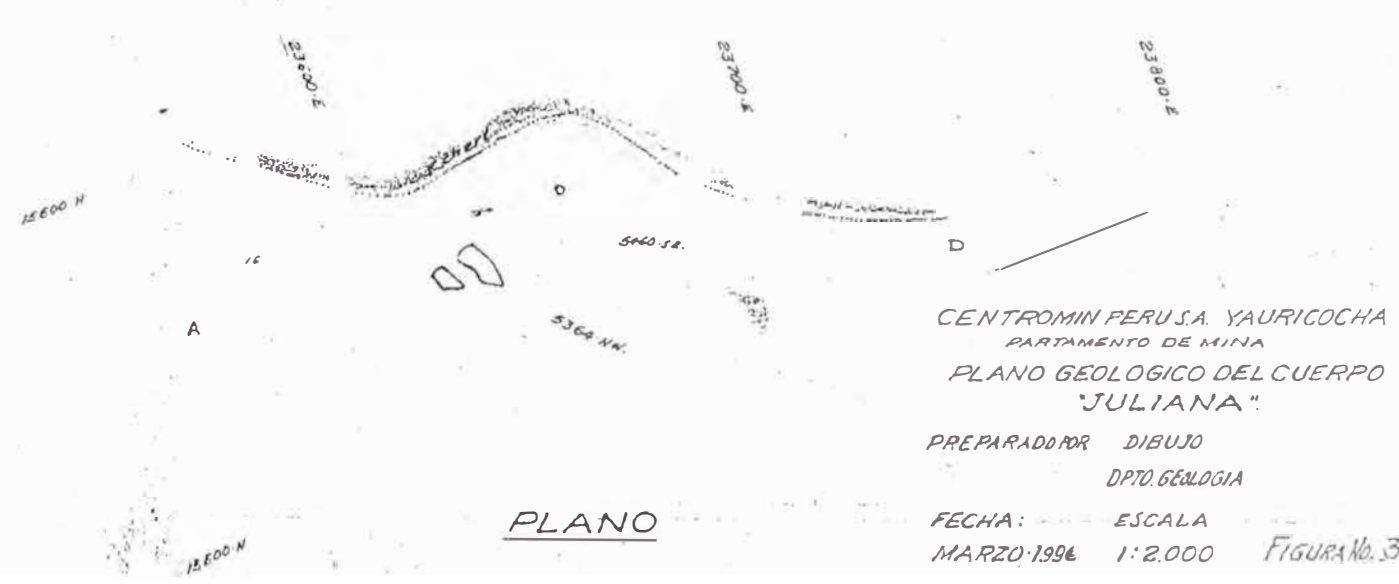 23600·E
23700·E
23800·E
chert
15600 N
16
5460·SE.
D
A
5364·NW.
CENTROMIN PERU S.A. YAURICOCHA
PARTAMENTO DE MINA
PLANO GEOLOGICO DEL CUERPO
"JULIANA".
PREPARADO POR DIBUJO
DPTO. GEOLOGIA
PLANO
FECHA: ESCALA
MARZO·1996 1:2.000
FIGURA No. 3
15500·N